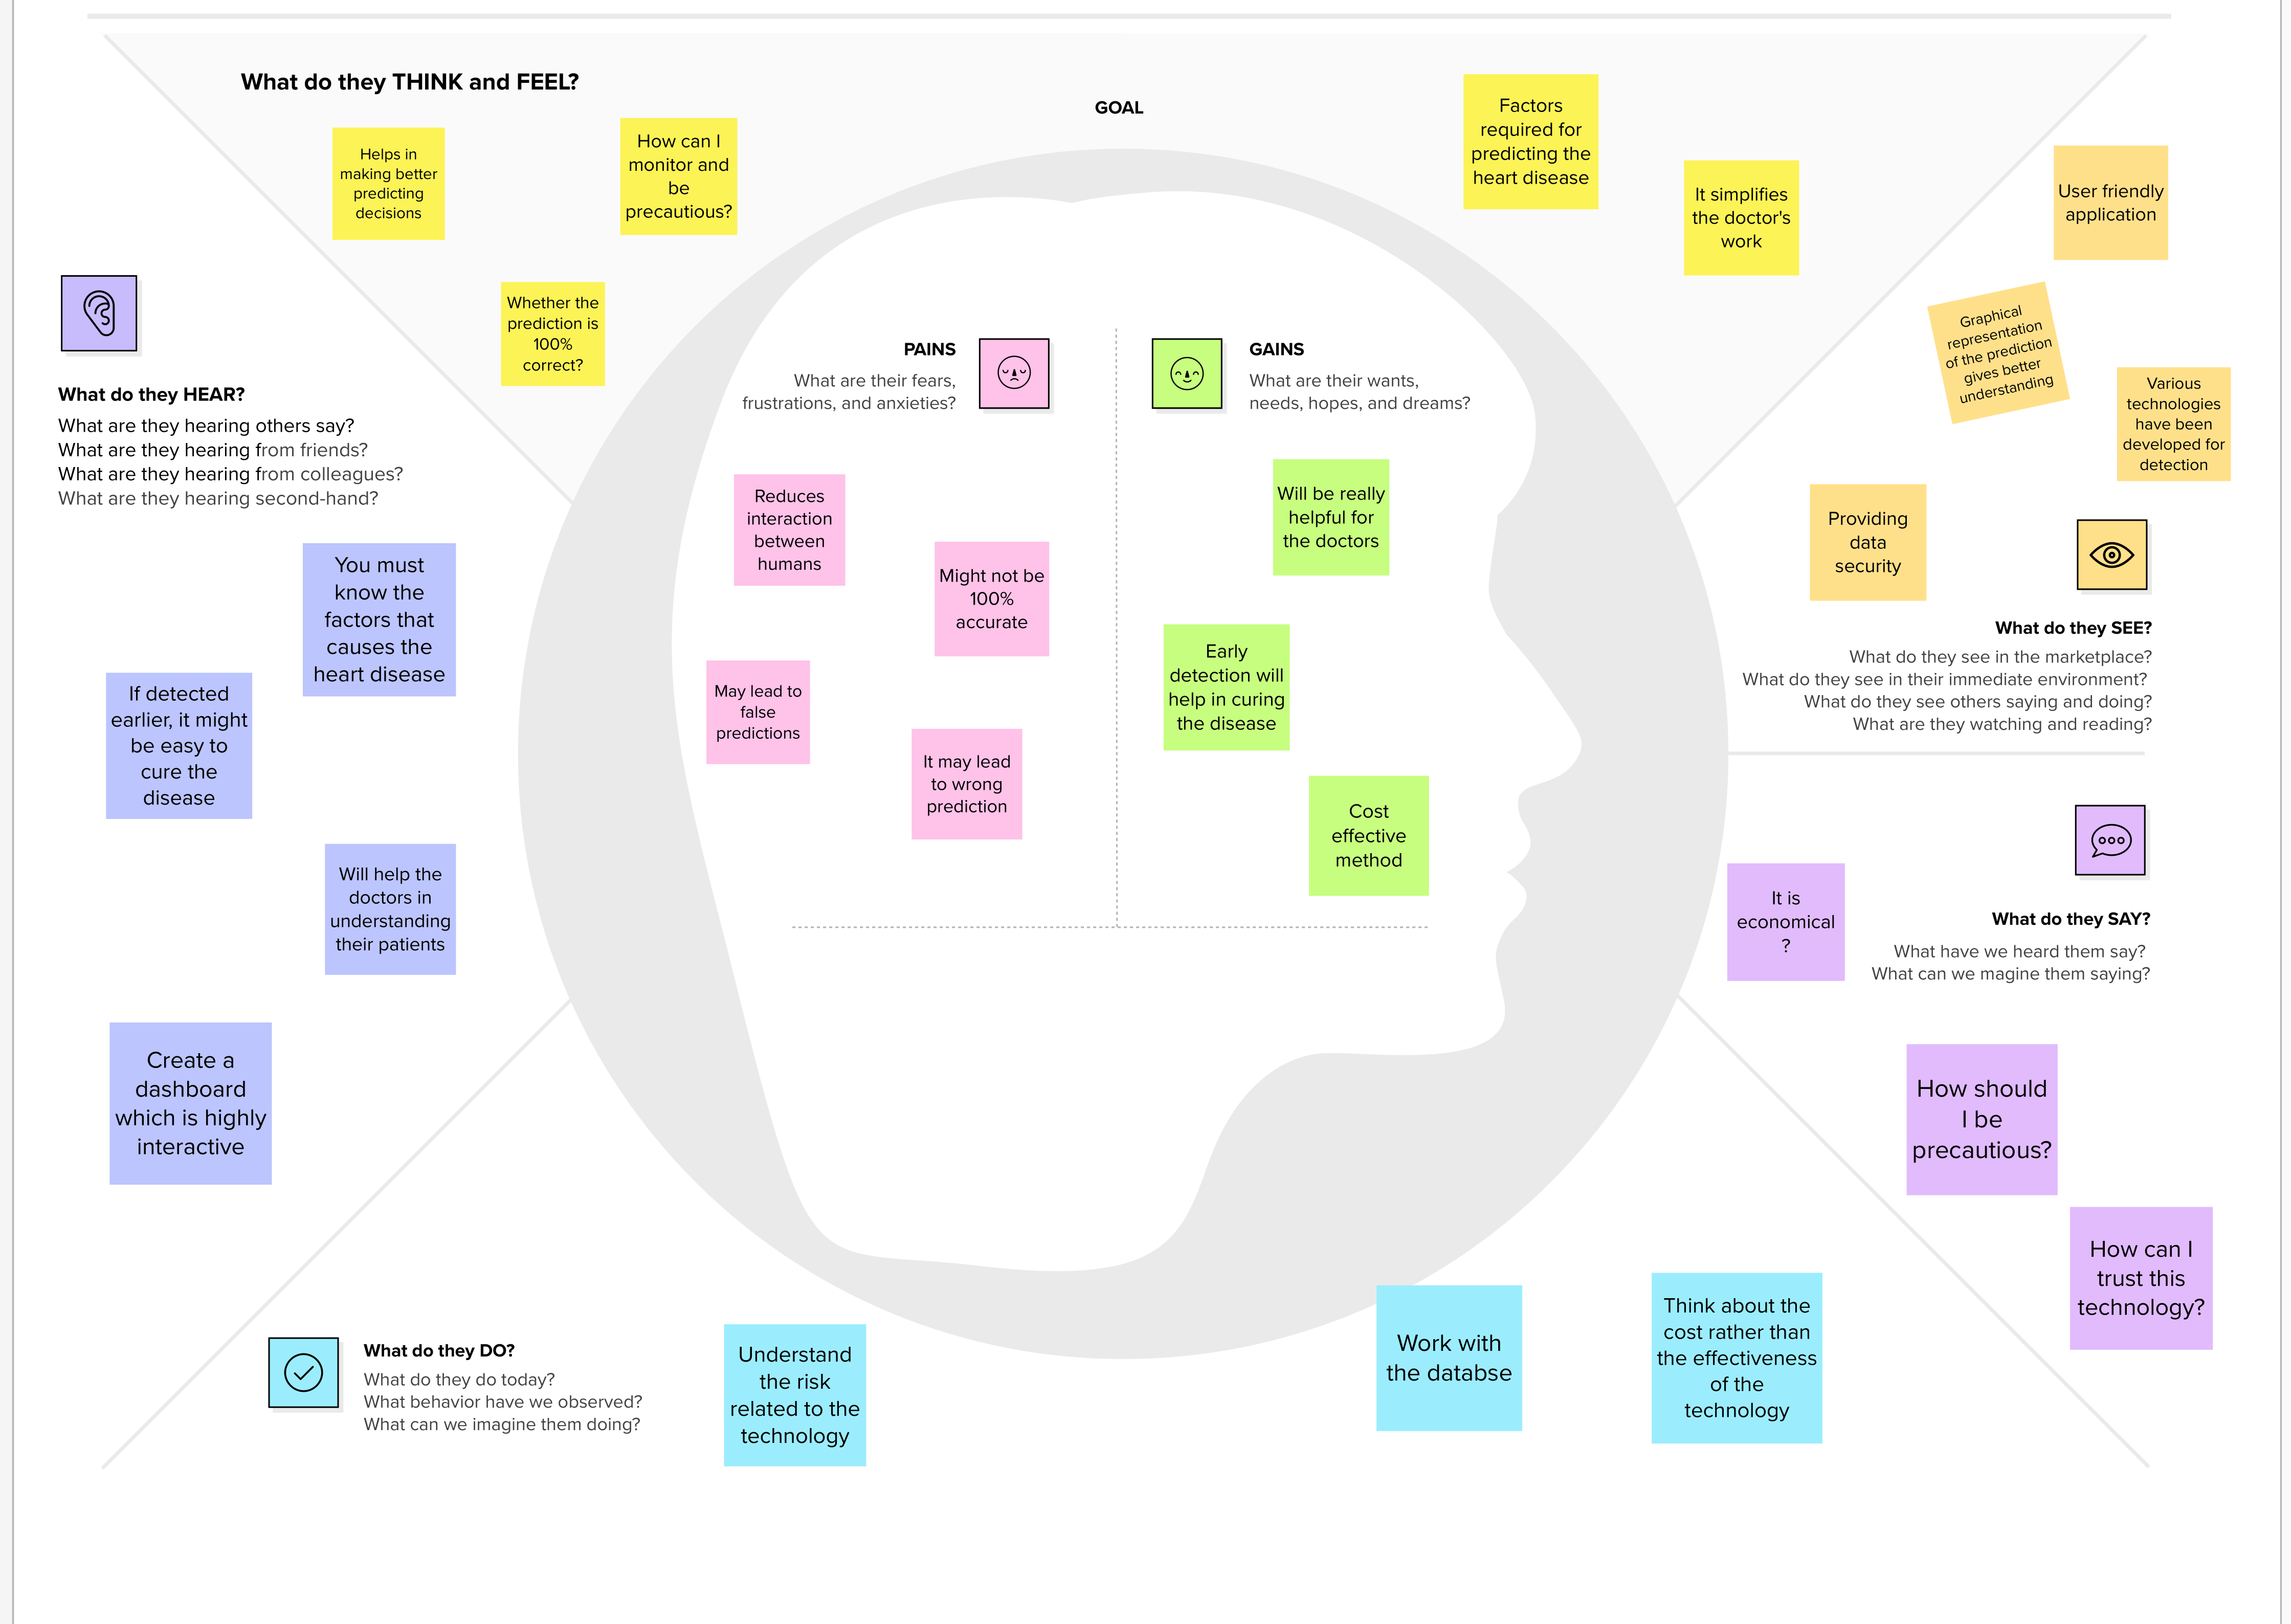 What do they THINK and FEEL?
GOAL
Helps in
making better
predicting
decisions
How can I
monitor and
be
precautious?
Whether the
prediction is
100%
correct?
Factors
required for
predicting the
heart disease
It simplifies
the doctor's
work
User friendly
application
Graphical
representation
of the prediction
gives better
understanding
Various
technologies
have been
developed for
detection
Providing
data
security
What do they SEE?
What do they see in the marketplace?
What do they see in their immediate environment?
What do they see others saying and doing?
What are they watching and reading?
What do they HEAR?
What are they hearing others say?
What are they hearing from friends?
What are they hearing from colleagues?
What are they hearing second-hand?
You must
know the
factors that
causes the
heart disease
If detected
earlier, it might
be easy to
cure the
disease
Will help the
doctors in
understanding
their patients
Create a
dashboard
which is highly
interactive
PAINS
What are their fears,
frustrations, and anxieties?
Reduces
interaction
between
humans
Might not be
100%
accurate
May lead to
false
predictions
It may lead
to wrong
prediction
GAINS
What are their wants,
needs, hopes, and dreams?
Will be really
helpful for
the doctors
Early
detection will
help in curing
the disease
Cost
effective
method
It is
economical
?
What do they SAY?
What have we heard them say?
What can we magine them saying?
How should
I be
precautious?
How can I
trust this
technology?
What do they DO?
What do they do today?
What behavior have we observed?
What can we imagine them doing?
Understand
the risk
related to the
technology
Work with
the databse
Think about the
cost rather than
the effectiveness
of the
technology